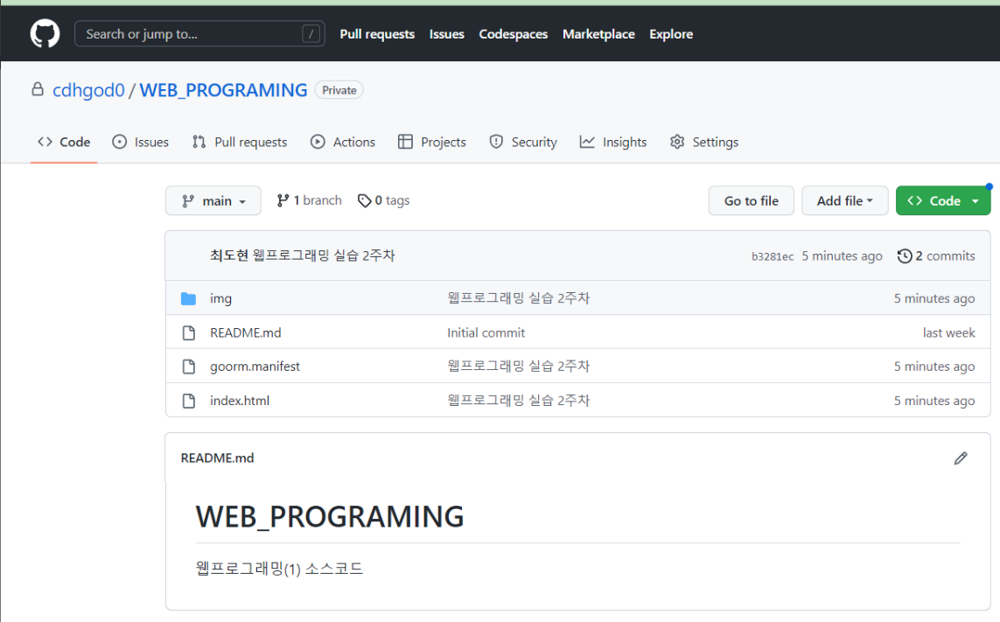 Search or jump to... / Pull requests Issues Codespaces Marketplace Explore
cdhgod0 / WEB_PROGRAMING Private
<> Code Issues Pull requests Actions Projects Security Insights Settings
main 1 branch 0 tags Go to file Add file <> Code
최도현 웹프로그래밍 실습 2주차 b3281ec 5 minutes ago 2 commits
img 웹프로그래밍 실습 2주차 5 minutes ago
README.md Initial commit last week
goorm.manifest 웹프로그래밍 실습 2주차 5 minutes ago
index.html 웹프로그래밍 실습 2주차 5 minutes ago
README.md
WEB_PROGRAMING
웹프로그래밍(1) 소스코드